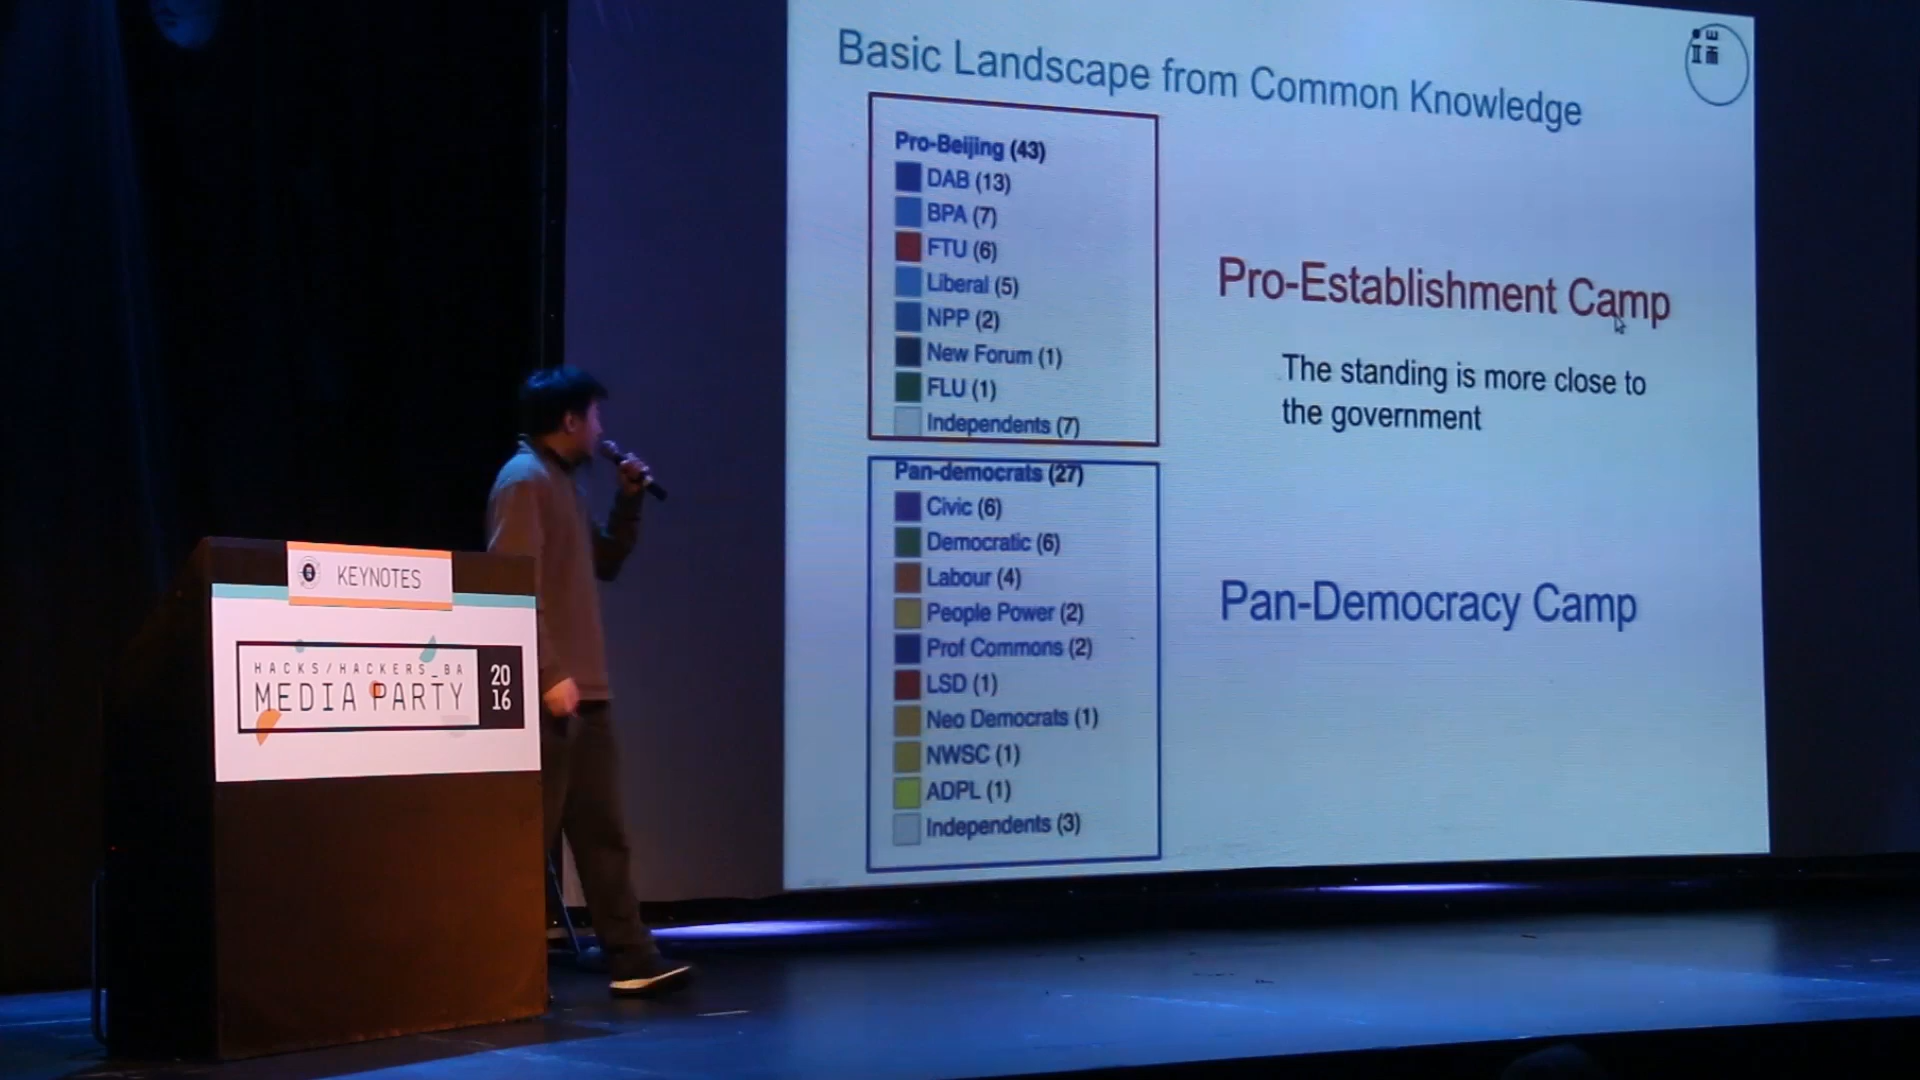 Basic Landscape from Common Knowledge
Pro-Beijing (43)
DAB (13)
BPA (7)
FTU (6)
Liberal (5)
NPP (2)
New Forum (1)
FLU (1)
Independents (7)
Pro-Establishment Camp
The standing is more close to
the government
Pan-democrats (27)
Civic (6)
Democratic (6)
Labour (4)
People Power (2)
Prof Commons (2)
LSD (1)
Neo Democrats (1)
NWSC (1)
ADPL (1)
Independents (3)
Pan-Democracy Camp
KEYNOTES
HACKS/HACKERS_BA
MEDIA PARTY
20
16